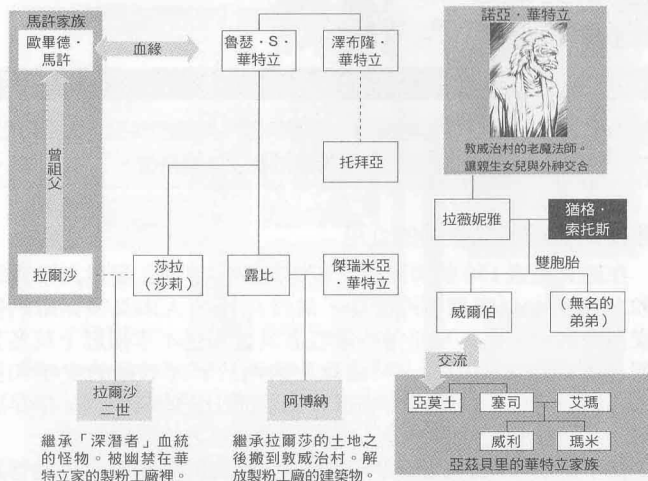 馬許家族
歐畢德・
馬許
血緣
曾祖父
拉爾沙
魯瑟・S・
華特立
澤布隆・
華特立
托拜亞
莎拉
(莎莉)
露比
傑瑞米亞
・華特立
拉爾沙
二世
繼承「深潛者」血統
的怪物。被幽禁在華
特立家的製粉工廠裡。
阿博納
繼承拉爾莎的土地之
後搬到敦威治村。解
放製粉工廠的建築物。
諾亞・華特立
敦威治村的老魔法師。
讓親生女兒與外神交合
拉薇妮雅
猶格・
索托斯
雙胞胎
威爾伯
(無名的
弟弟)
交流
亞莫士
塞司
艾瑪
威利
瑪米
亞茲貝里的華特立家族